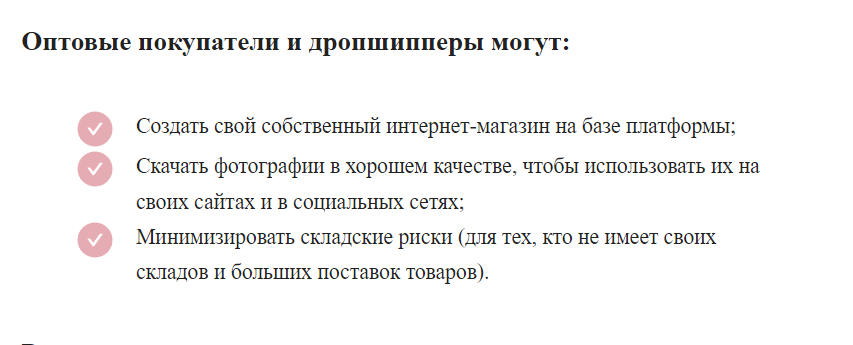 Оптовые покупатели и дропшипперы могут:
Создать свой собственный интернет-магазин на базе платформы;
Скачать фотографии в хорошем качестве, чтобы использовать их на
своих сайтах и в социальных сетях;
Минимизировать складские риски (для тех, кто не имеет своих
складов и больших поставок товаров).